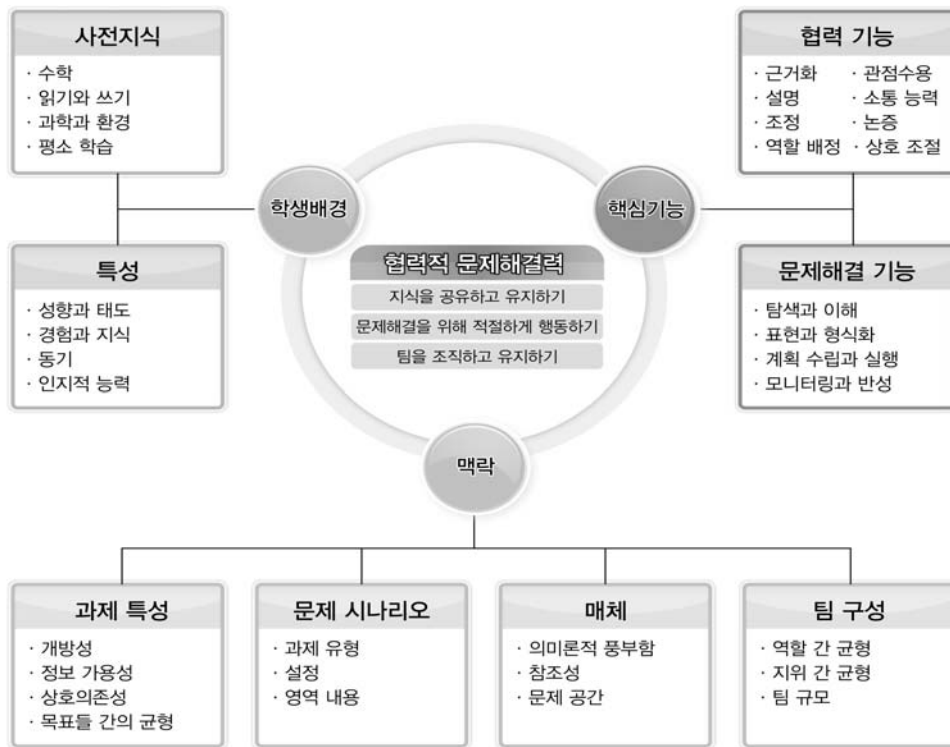 사전지식
· 수학
· 읽기와 쓰기
· 과학과 환경
· 평소 학습
협력 기능
· 근거화 · 관점수용
· 설명 · 소통 능력
· 조정 · 논증
· 역할 배정 · 상호 조절
학생배경
핵심기능
특성
· 성향과 태도
· 경험과 지식
· 동기
· 인지적 능력
협력적 문제해결력
지식을 공유하고 유지하기
문제해결을 위해 적절하게 행동하기
팀을 조직하고 유지하기
문제해결 기능
· 탐색과 이해
· 표현과 형식화
· 계획 수립과 실행
· 모니터링과 반성
맥락
과제 특성
· 개방성
· 정보 가용성
· 상호의존성
· 목표들 간의 균형
문제 시나리오
· 과제 유형
· 설정
· 영역 내용
매체
· 의미론적 풍부함
· 참조성
· 문제 공간
팀 구성
· 역할 간 균형
· 지위 간 균형
· 팀 규모